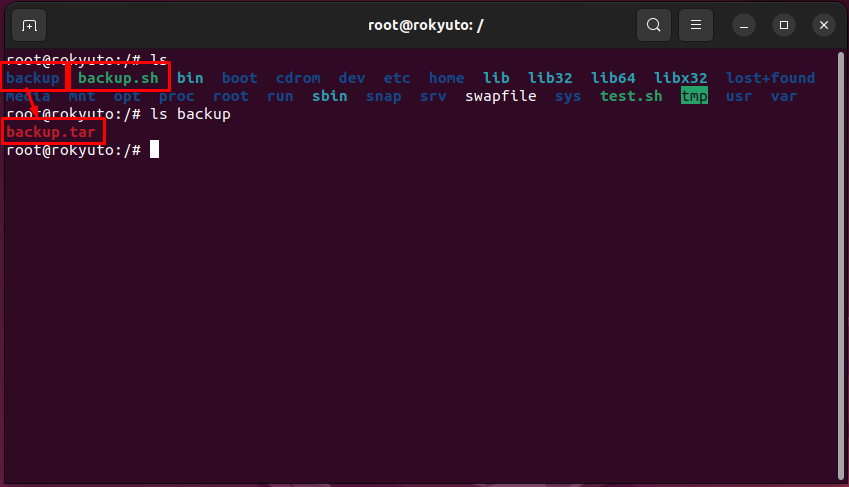 root@rokyuto: /
root@rokyuto:/# ls
backup backup.sh bin boot cdrom dev etc home lib lib32 lib64 libx32 lost+found
media mnt opt proc root run sbin snap srv swapfile sys test.sh tmp usr var
root@rokyuto:/# ls backup
backup.tar
root@rokyuto:/#